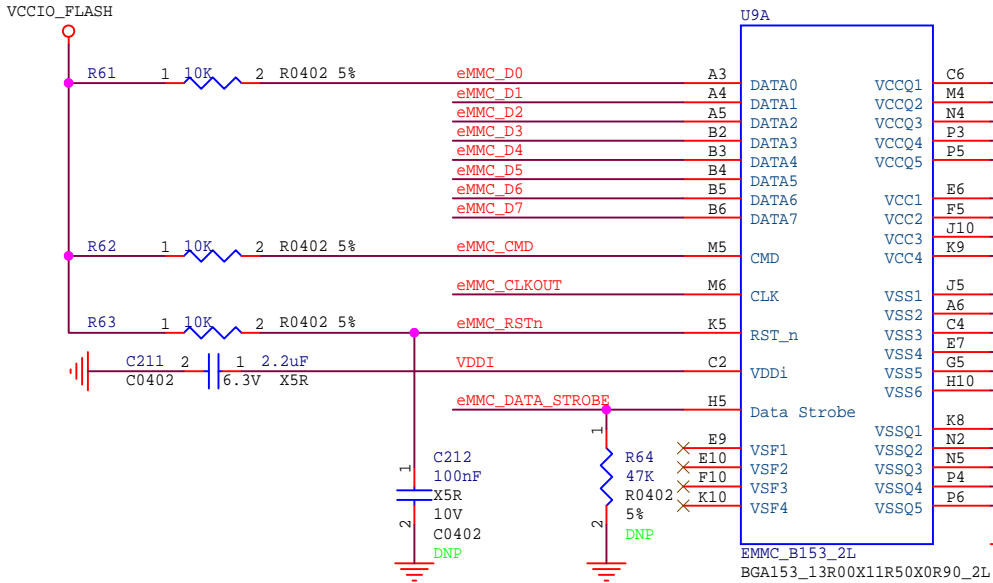 VCCIO_FLASH
U9A
R61 1 10K 2 R0402 5% eMMC_D0 A3 DATA0 VCCQ1 C6
eMMC_D1 A4 DATA1 VCCQ2 M4
eMMC_D2 A5 DATA2 VCCQ3 N4
eMMC_D3 B2 DATA3 VCCQ4 P3
eMMC_D4 B3 DATA4 VCCQ5 P5
eMMC_D5 B4 DATA5
eMMC_D6 B5 DATA6 VCC1 E6
eMMC_D7 B6 DATA7 VCC2 F5
VCC3 J10
R62 1 10K 2 R0402 5% eMMC_CMD M5 CMD VCC4 K9
eMMC_CLKOUT M6 CLK VSS1 J5
VSS2 A6
R63 1 10K 2 R0402 5% eMMC_RSTn K5 RST_n VSS3 C4
VSS4 E7
C211 2 1 2.2uF VDDI C2 VDDi VSS5 G5
C0402 6.3V X5R VSS6 H10
eMMC_DATA_STROBE H5 Data Strobe
1 VSSQ1 K8
E9 VSF1 VSSQ2 N2
C212 1 R64 E10 VSF2 VSSQ3 N5
100nF 47K F10 VSF3 VSSQ4 P4
X5R R0402 K10 VSF4 VSSQ5 P6
10V 2 5% 2
C0402 DNP
DNP
EMMC_B153_2L
BGA153_13R00X11R50X0R90_2L